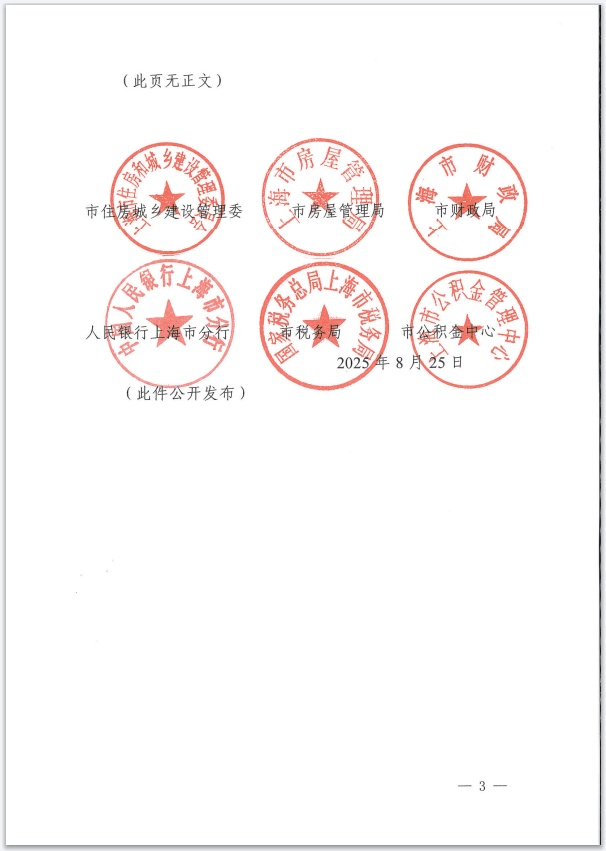 （此页无正文）
上海市住房和城乡建设管理委员会
上海市房屋管理局
上海市财政局
市住房城乡建设管理委 市房屋管理局 市财政局
中国人民银行上海市分行
国家税务总局上海市税务局
上海市公积金管理中心
人民银行上海市分行 市税务局 市公积金中心
2025 年 8 月 25 日
（此件公开发布）
— 3 —